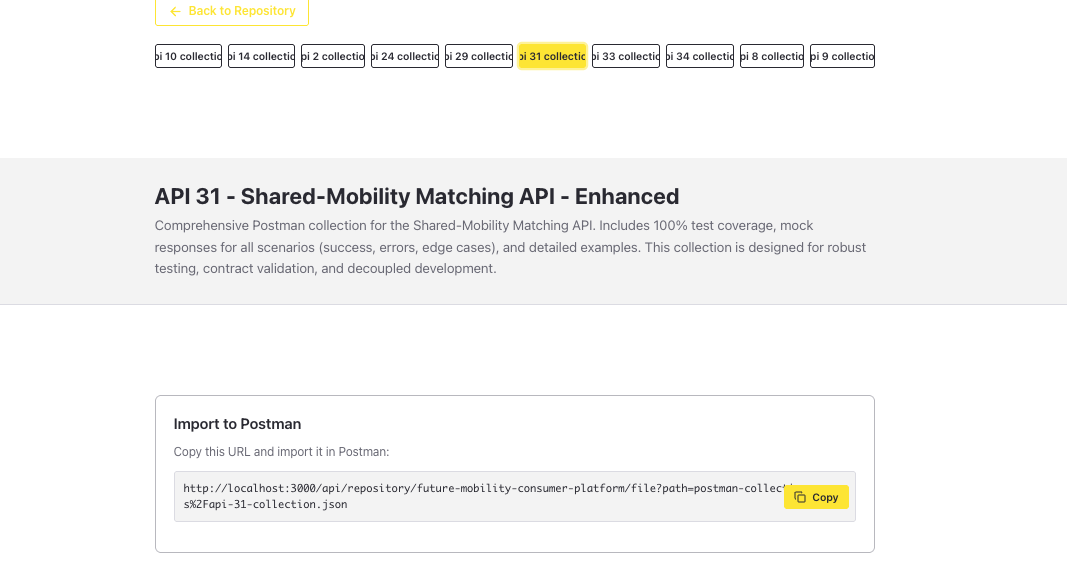 Back to Repository
pi 10 collectio pi 14 collectio pi 2 collectio pi 24 collectio pi 29 collectio pi 31 collectio pi 33 collectio pi 34 collectio pi 8 collectio pi 9 collectio
API 31 - Shared-Mobility Matching API - Enhanced
Comprehensive Postman collection for the Shared-Mobility Matching API. Includes 100% test coverage, mock
responses for all scenarios (success, errors, edge cases), and detailed examples. This collection is designed for robust
testing, contract validation, and decoupled development.
Import to Postman
Copy this URL and import it in Postman:
http://localhost:3000/api/repository/future-mobility-consumer-platform/file?path=postman-collecti
s%2Fapi-31-collection.json
Copy